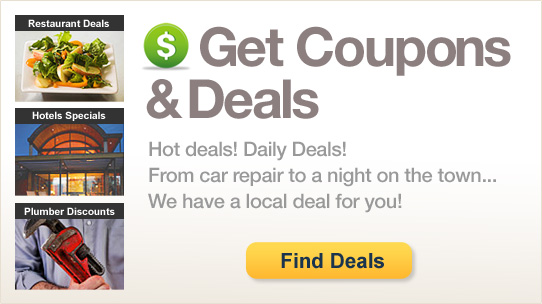 Restaurant Deals
Hotels Specials
Plumber Discounts
$ Get Coupons
& Deals
Hot deals! Daily Deals!
From car repair to a night on the town...
We have a local deal for you!
Find Deals